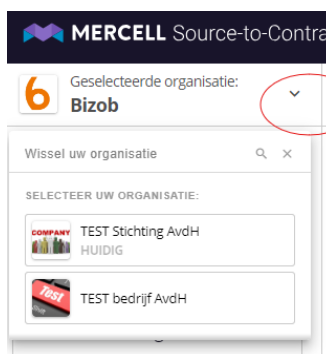 MERCELL Source-to-Contra
Geselecteerde organisatie:
Bizob
Wissel uw organisatie
SELECTEER UW ORGANISATIE:
COMPANY
TEST Stichting AvdH
HUIDIG
Test
TEST bedrijf AvdH